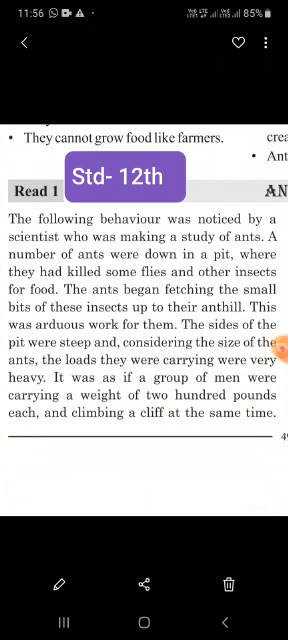 11:56 85%
• They cannot grow food like farmers.
crea
• Ant
Std- 12th
Read 1
AN
The following behaviour was noticed by a
scientist who was making a study of ants. A
number of ants were down in a pit, where
they had killed some flies and other insects
for food. The ants began fetching the small
bits of these insects up to their anthill. This
was arduous work for them. The sides of the
pit were steep and, considering the size of the
ants, the loads they were carrying were very
heavy. It was as if a group of men were
carrying a weight of two hundred pounds
each, and climbing a cliff at the same time.
49